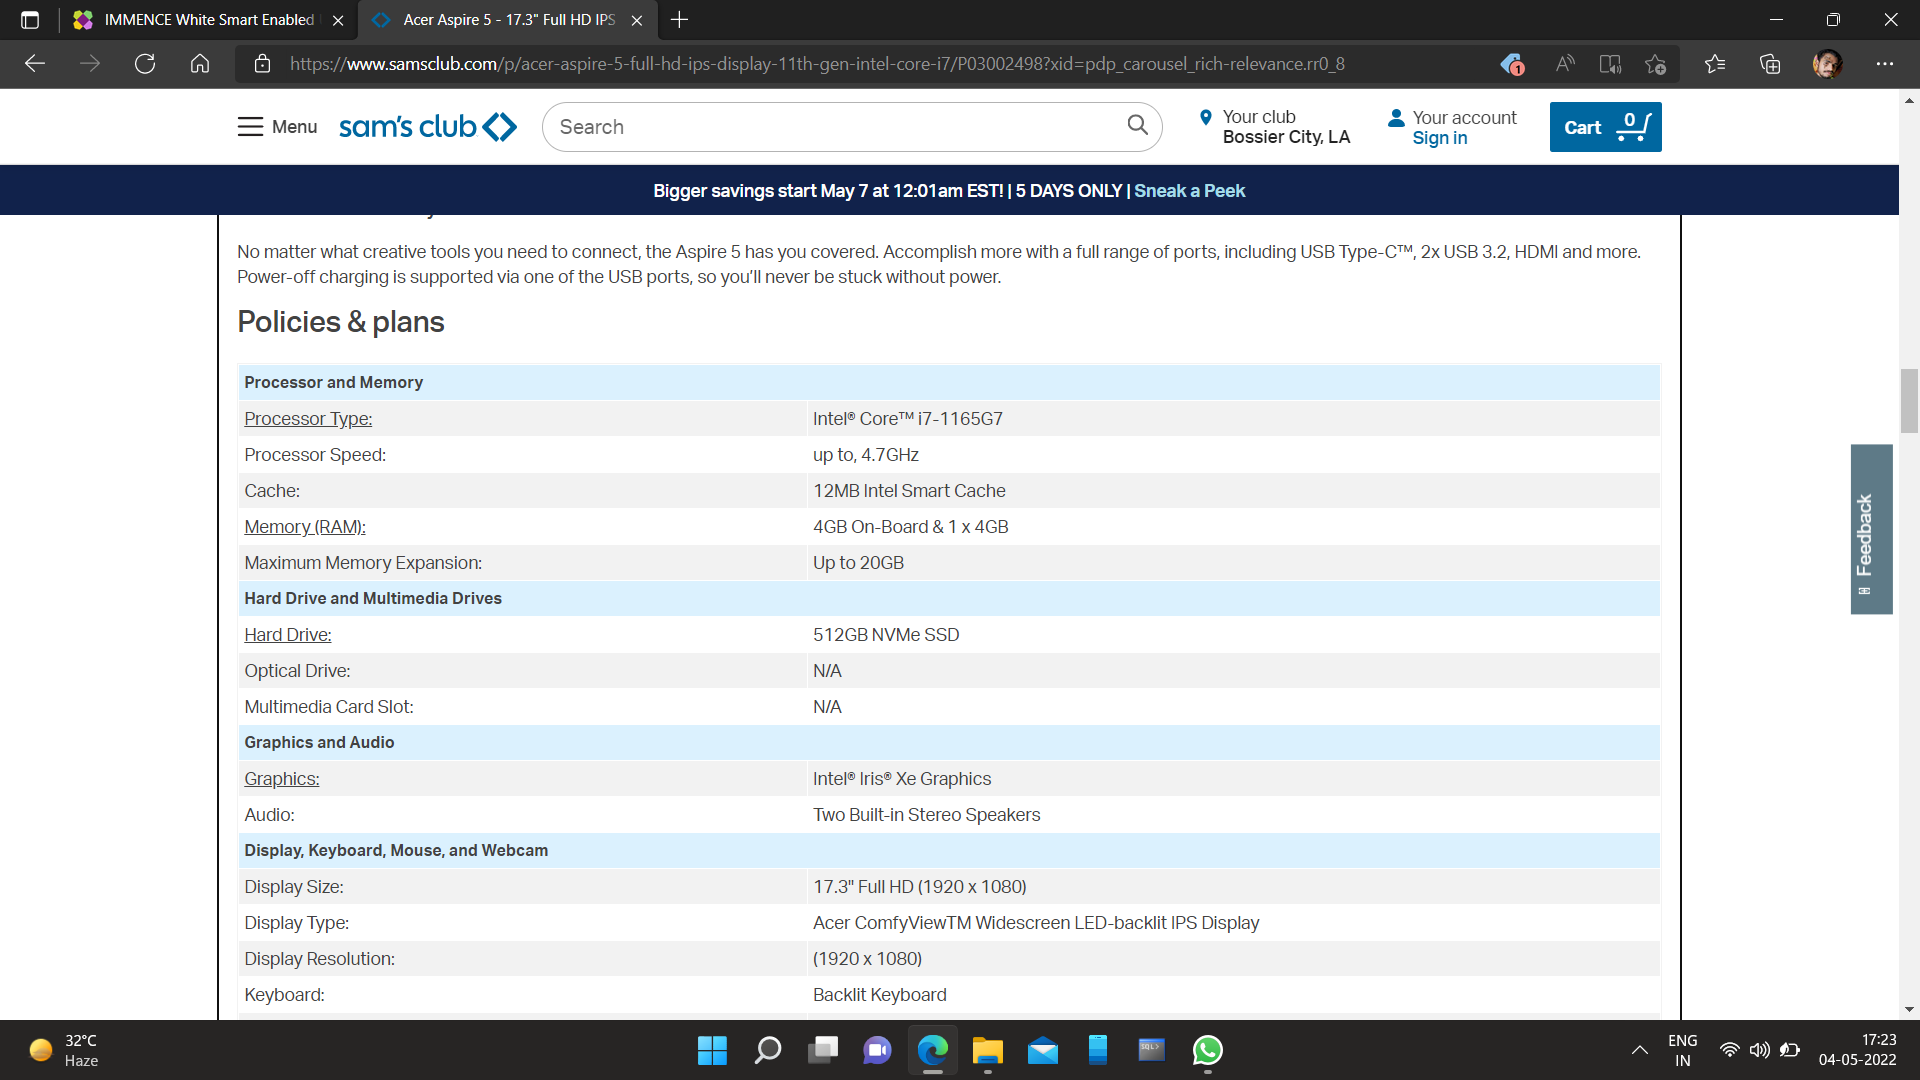 IMMENCE White Smart Enabled
Acer Aspire 5 - 17.3" Full HD IPS
https://www.samsclub.com/p/acer-aspire-5-full-hd-ips-display-11th-gen-intel-core-i7/P03002498?xid=pdp_carousel_rich-relevance.rr0_8
1
Menu
sam's club
Search
Your club
Bossier City, LA
Your account
Sign in
Cart 0
Bigger savings start May 7 at 12:01am EST! | 5 DAYS ONLY | Sneak a Peek
No matter what creative tools you need to connect, the Aspire 5 has you covered. Accomplish more with a full range of ports, including USB Type-C™, 2x USB 3.2, HDMI and more.
Power-off charging is supported via one of the USB ports, so you'll never be stuck without power.
Policies & plans
Processor and Memory
Processor Type: Intel® Core™ i7-1165G7
Processor Speed: up to, 4.7GHz
Cache: 12MB Intel Smart Cache
Memory (RAM): 4GB On-Board & 1 x 4GB
Maximum Memory Expansion: Up to 20GB
Hard Drive and Multimedia Drives
Hard Drive: 512GB NVMe SSD
Optical Drive: N/A
Multimedia Card Slot: N/A
Graphics and Audio
Graphics: Intel® Iris® Xe Graphics
Audio: Two Built-in Stereo Speakers
Display, Keyboard, Mouse, and Webcam
Display Size: 17.3" Full HD (1920 x 1080)
Display Type: Acer ComfyViewTM Widescreen LED-backlit IPS Display
Display Resolution: (1920 x 1080)
Keyboard: Backlit Keyboard
Feedback
32°C
Haze
SQL>
ENG
IN
17:23
04-05-2022